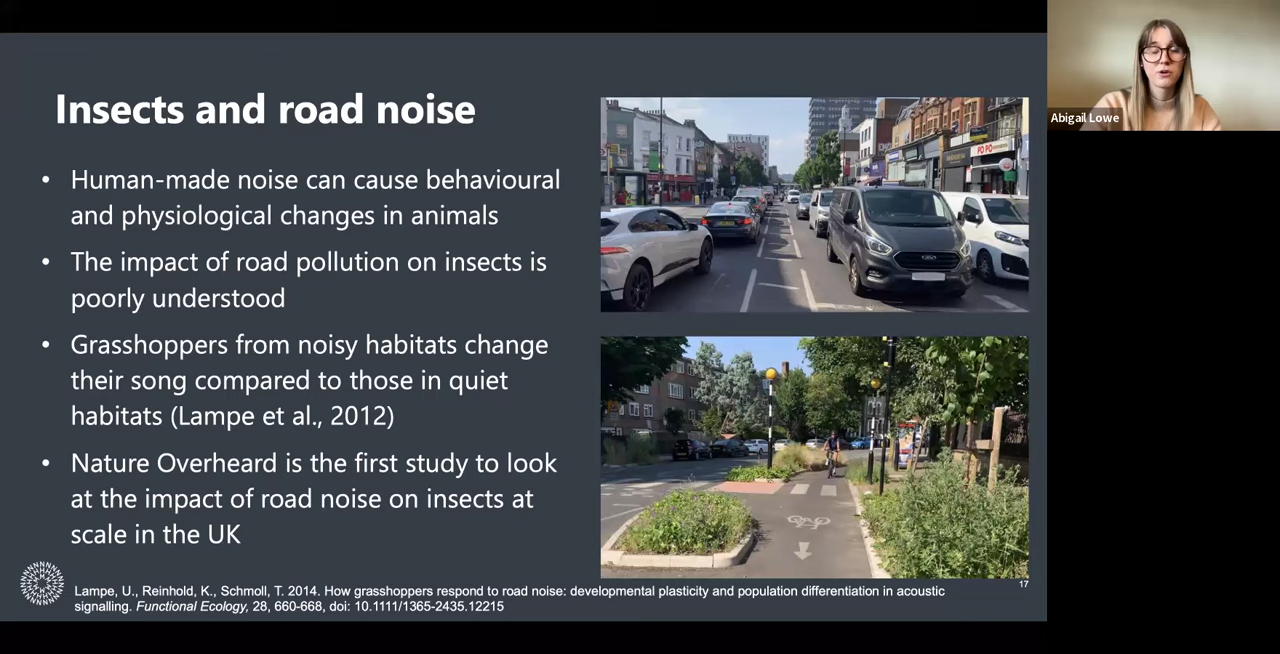 Insects and road noise
• Human-made noise can cause behavioural
and physiological changes in animals
• The impact of road pollution on insects is
poorly understood
• Grasshoppers from noisy habitats change
their song compared to those in quiet
habitats (Lampe et al., 2012)
• Nature Overheard is the first study to look
at the impact of road noise on insects at
scale in the UK
Lampe, U., Reinhold, K., Schmoll, T. 2014. How grasshoppers respond to road noise: developmental plasticity and population differentiation in acoustic
signalling. Functional Ecology, 28, 660-668, doi: 10.1111/1365-2435.12215
17
PO PO
Abigail Lowe